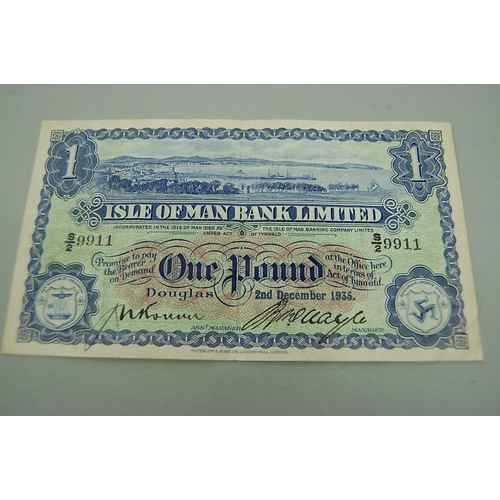 1 1
ISLE OF MAN BANK LIMITED
INCORPORATED IN THE ISLE OF MAN 1865 AS THE ISLE OF MAN BANKING COMPANY LIMITED
UNDER ACT OF TYNWALD
S/2 9911 S/2 9911
Promise to pay the Bearer on Demand One Pound at the Office here in terms of Act of Tynwald.
Douglas 2nd December 1935.
ASST MANAGER MANAGER
WATERLOW & SONS LTD. LONDON WALL, LONDON